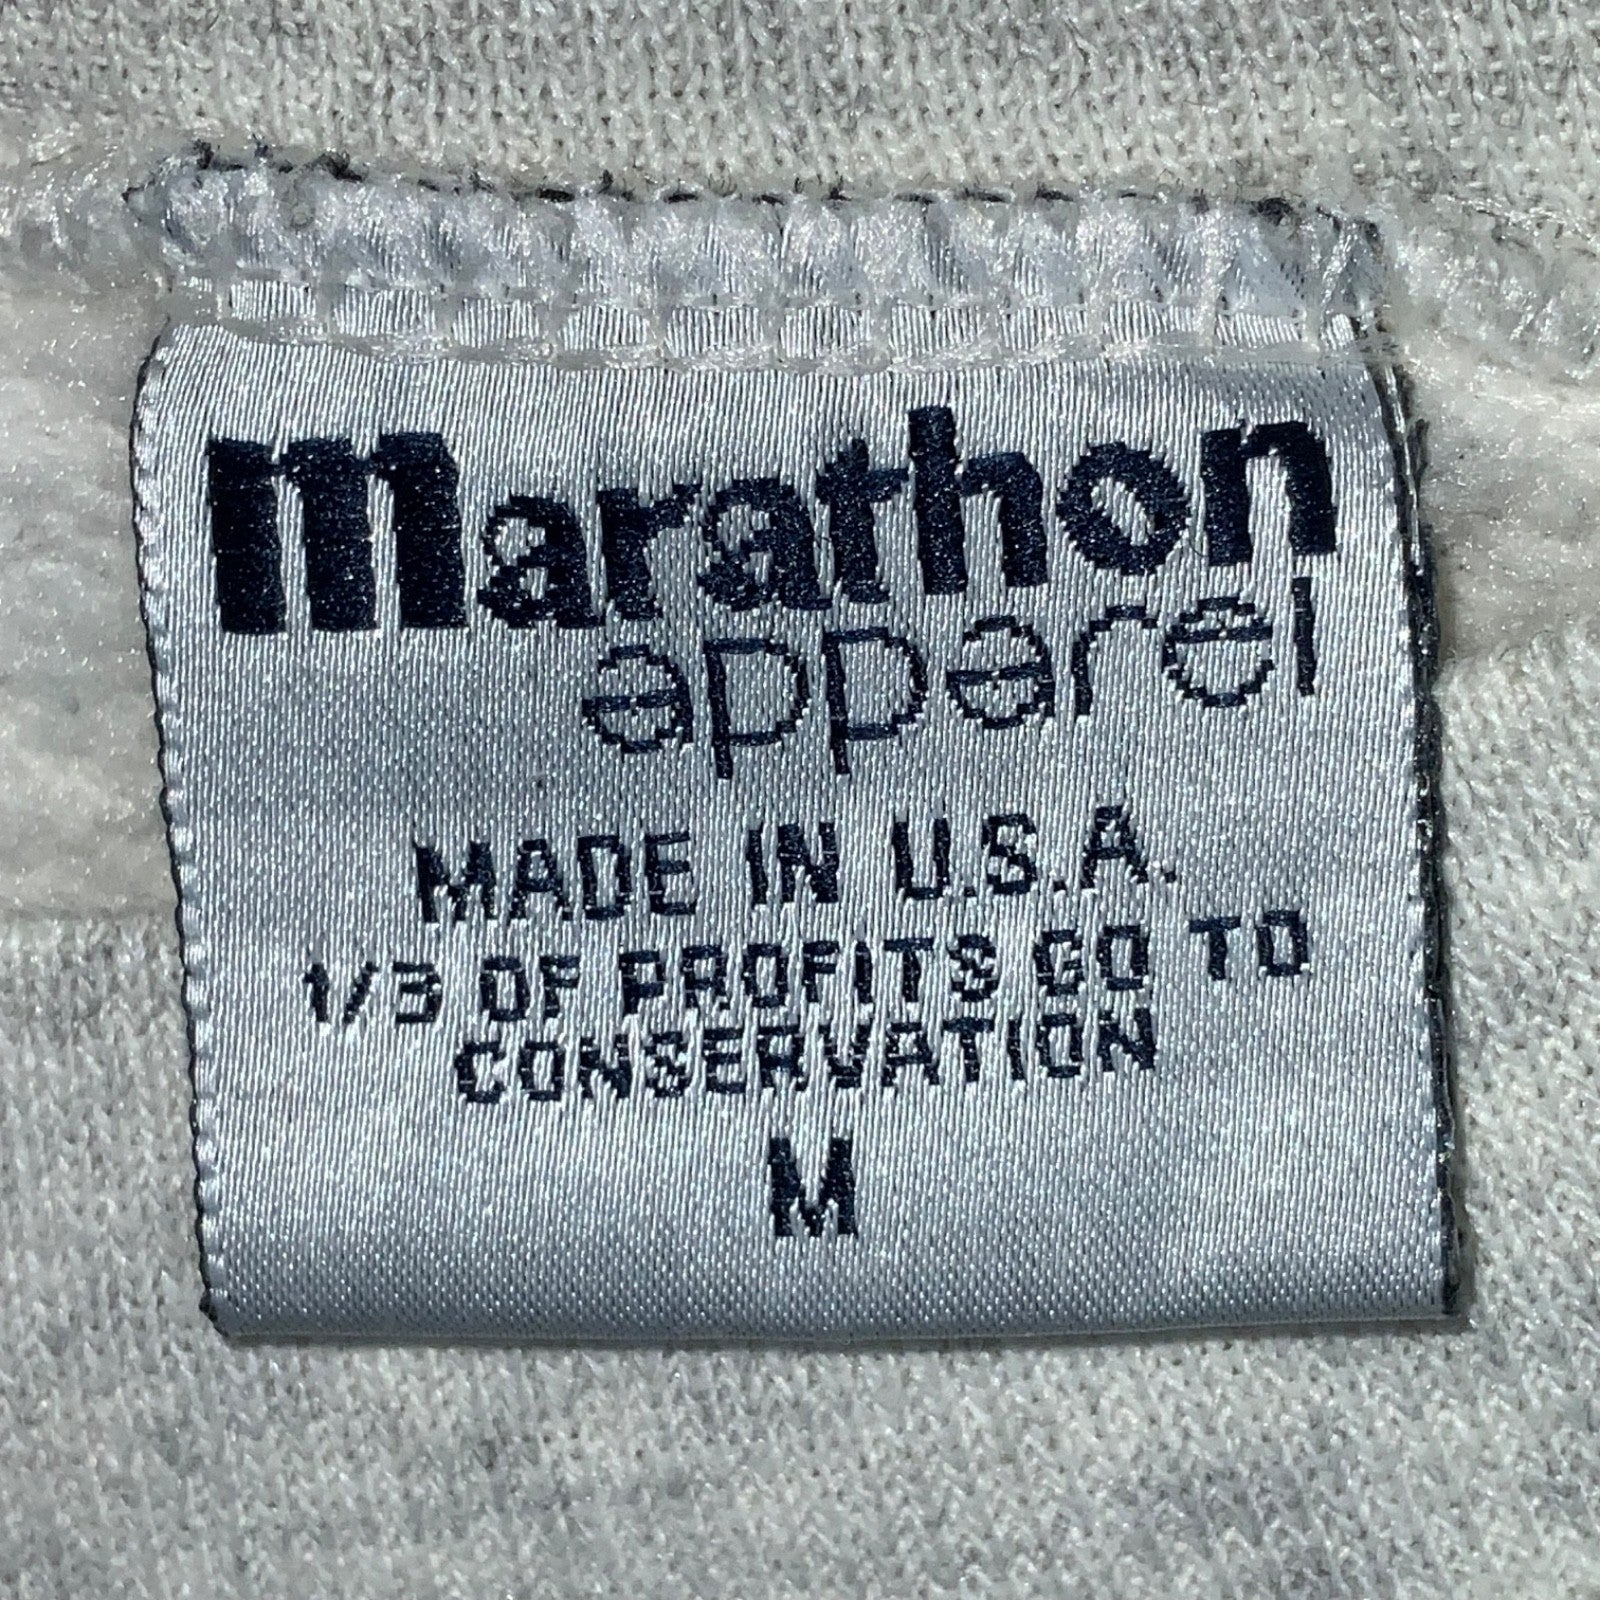 marathon
apparel
MADE IN U.S.A.
1/3 OF PROFITS GO TO
CONSERVATION
M